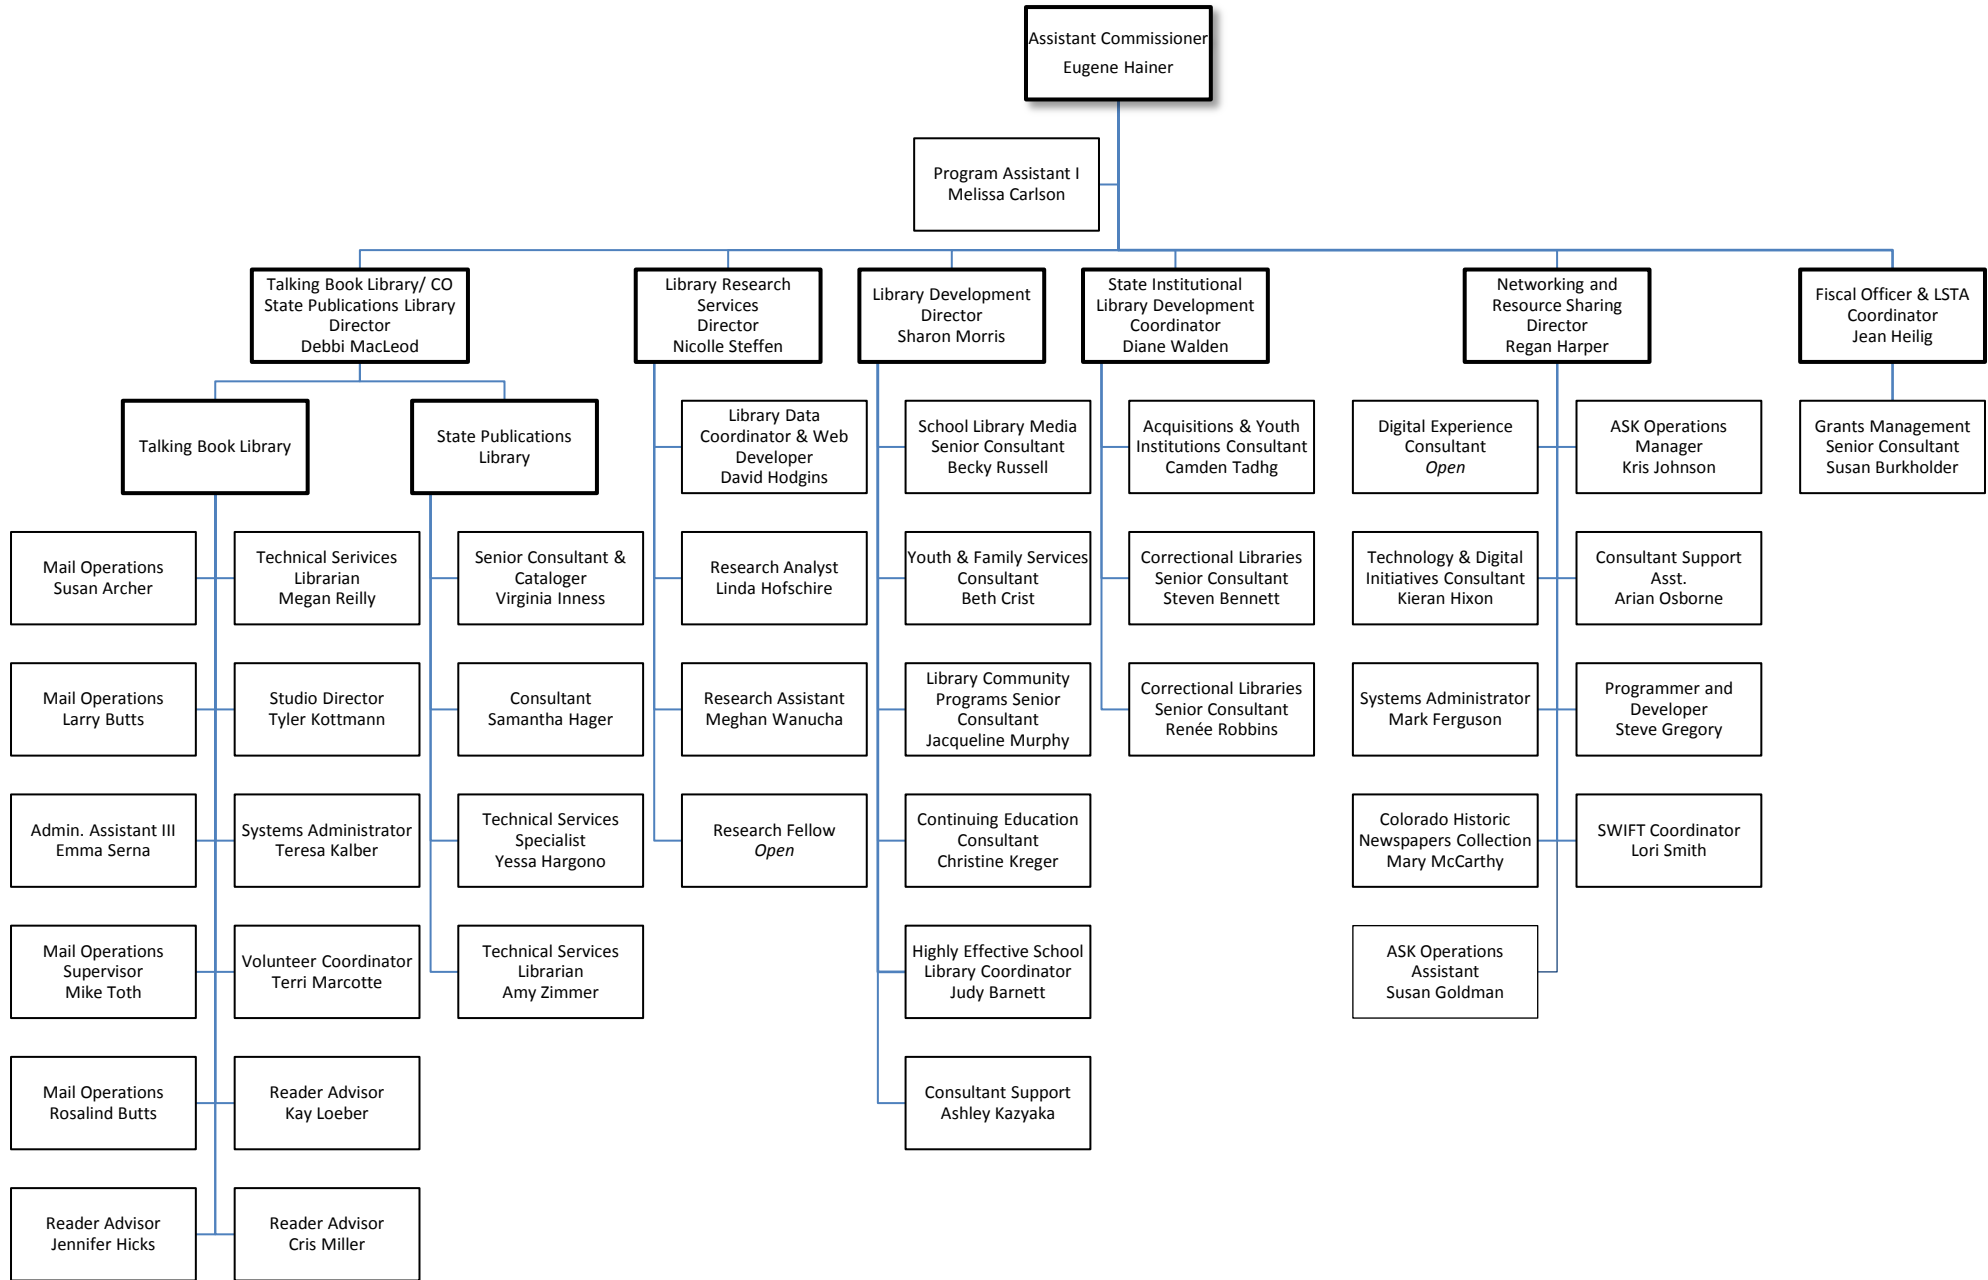 Assistant Commissioner
Eugene Hainer
Program Assistant I
Melissa Carlson
Talking Book Library/ CO
State Publications Library
Director
Debbi MacLeod
Library Research
Services
Director
Nicolle Steffen
Library Development
Director
Sharon Morris
State Institutional
Library Development
Coordinator
Diane Walden
Networking and
Resource Sharing
Director
Regan Harper
Fiscal Officer & LSTA
Coordinator
Jean Heilig
Talking Book Library
State Publications
Library
Library Data
Coordinator & Web
Developer
David Hodgins
School Library Media
Senior Consultant
Becky Russell
Acquisitions & Youth
Institutions Consultant
Camden Tadhg
Digital Experience
Consultant
Open
ASK Operations
Manager
Kris Johnson
Grants Management
Senior Consultant
Susan Burkholder
Mail Operations
Susan Archer
Technical Serivices
Librarian
Megan Reilly
Senior Consultant &
Cataloger
Virginia Inness
Research Analyst
Linda Hofschire
Youth & Family Services
Consultant
Beth Crist
Correctional Libraries
Senior Consultant
Steven Bennett
Technology & Digital
Initiatives Consultant
Kieran Hixon
Consultant Support
Asst.
Arian Osborne
Mail Operations
Larry Butts
Studio Director
Tyler Kottmann
Consultant
Samantha Hager
Research Assistant
Meghan Wanucha
Library Community
Programs Senior
Consultant
Jacqueline Murphy
Correctional Libraries
Senior Consultant
Renée Robbins
Systems Administrator
Mark Ferguson
Programmer and
Developer
Steve Gregory
Admin. Assistant III
Emma Serna
Systems Administrator
Teresa Kalber
Technical Services
Specialist
Yessa Hargono
Research Fellow
Open
Continuing Education
Consultant
Christine Kreger
Colorado Historic
Newspapers Collection
Mary McCarthy
SWIFT Coordinator
Lori Smith
Mail Operations
Supervisor
Mike Toth
Volunteer Coordinator
Terri Marcotte
Technical Services
Librarian
Amy Zimmer
Highly Effective School
Library Coordinator
Judy Barnett
ASK Operations
Assistant
Susan Goldman
Mail Operations
Rosalind Butts
Reader Advisor
Kay Loeber
Consultant Support
Ashley Kazyaka
Reader Advisor
Jennifer Hicks
Reader Advisor
Cris Miller